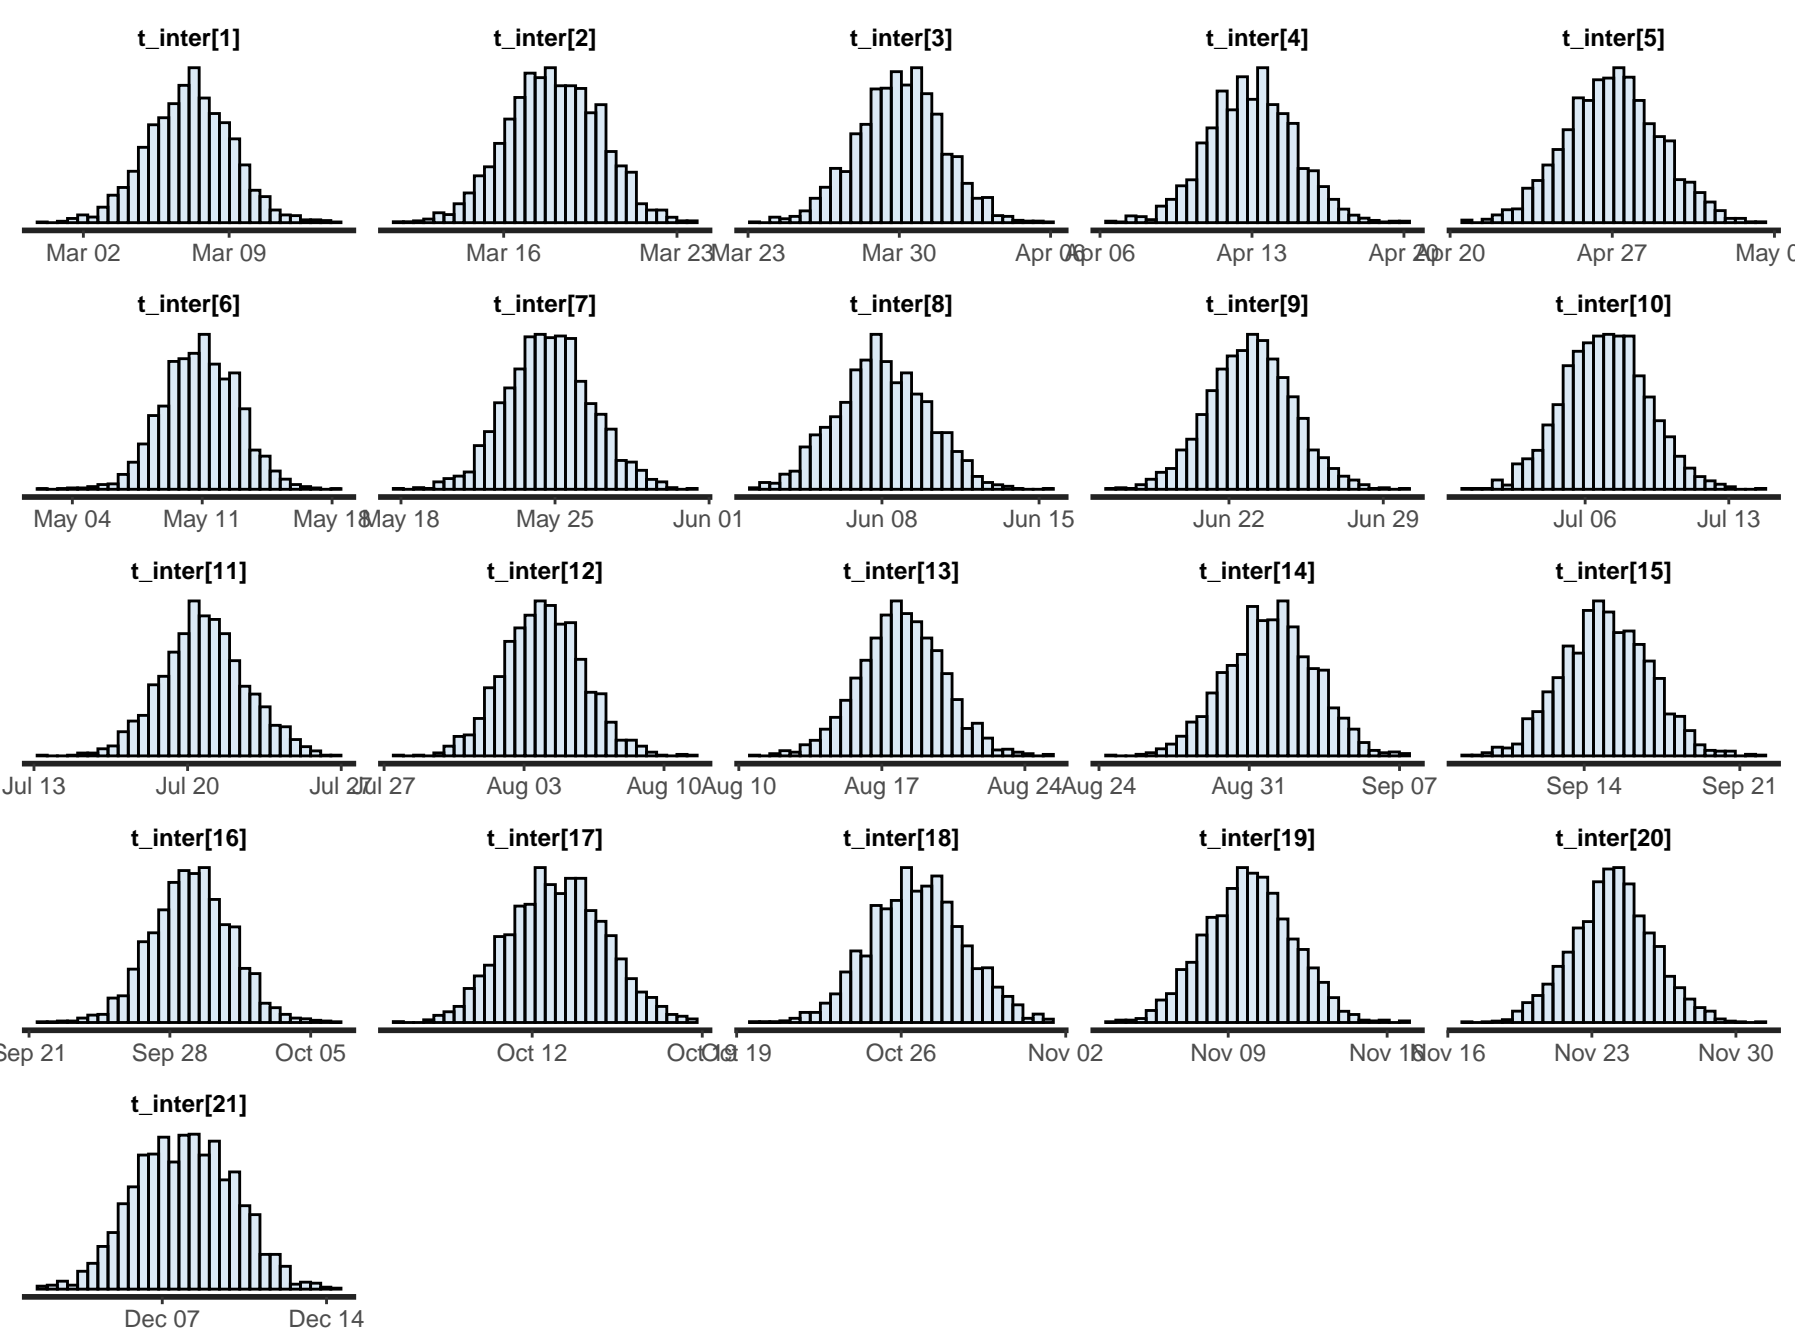 t_inter[1] t_inter[2] t_inter[3] t_inter[4] t_inter[5]
Mar 02 Mar 09 Mar 16 Mar 23 Mar 23 Mar 30 Apr 06 Apr 06 Apr 13 Apr 20 Apr 20 Apr 27 May 0
t_inter[6] t_inter[7] t_inter[8] t_inter[9] t_inter[10]
May 04 May 11 May 18 May 18 May 25 Jun 01 Jun 08 Jun 15 Jun 22 Jun 29 Jul 06 Jul 13
t_inter[11] t_inter[12] t_inter[13] t_inter[14] t_inter[15]
Jul 13 Jul 20 Jul 27 Jul 27 Aug 03 Aug 10 Aug 10 Aug 17 Aug 24 Aug 24 Aug 31 Sep 07 Sep 14 Sep 21
t_inter[16] t_inter[17] t_inter[18] t_inter[19] t_inter[20]
Sep 21 Sep 28 Oct 05 Oct 12 Oct 19 Oct 19 Oct 26 Nov 02 Nov 09 Nov 16 Nov 16 Nov 23 Nov 30
t_inter[21]
Dec 07 Dec 14